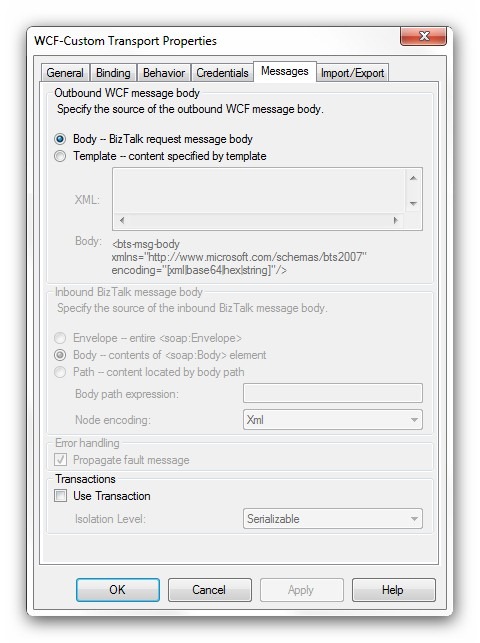 WCF-Custom Transport Properties
General Binding Behavior Credentials Messages Import/Export
Outbound WCF message body
Specify the source of the outbound WCF message body.
Body -- BizTalk request message body
Template -- content specified by template
XML:
Body: <bts-msg-body
xmlns="http://www.microsoft.com/schemas/bts2007"
encoding="[xml|base64|hex|string]"/>
Inbound BizTalk message body
Specify the source of the inbound BizTalk message body.
Envelope -- entire <soap:Envelope>
Body -- contents of <soap:Body> element
Path -- content located by body path
Body path expression:
Node encoding: Xml
Error handling
Propagate fault message
Transactions
Use Transaction
Isolation Level: Serializable
OK Cancel Apply Help